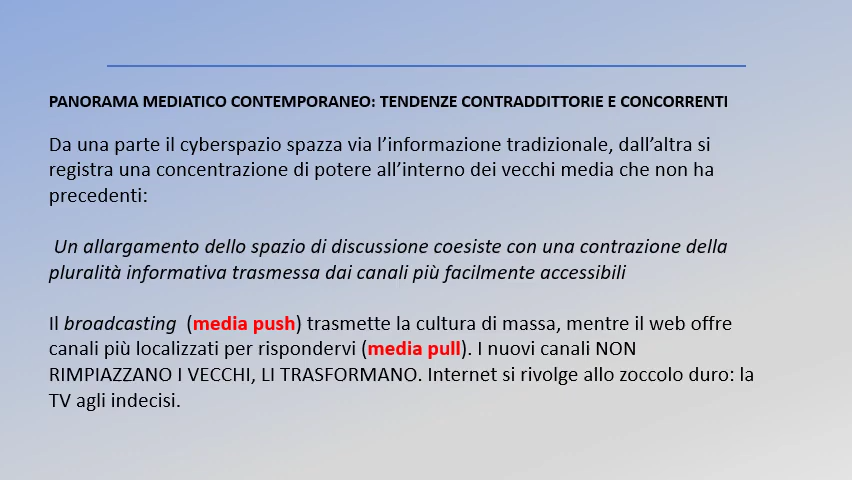 PANORAMA MEDIATICO CONTEMPORANEO: TENDENZE CONTRADDITTORIE E CONCORRENTI
Da una parte il cyberspazio spazza via l’informazione tradizionale, dall’altra si
registra una concentrazione di potere all’interno dei vecchi media che non ha
precedenti:
Un allargamento dello spazio di discussione coesiste con una contrazione della
pluralità informativa trasmessa dai canali più facilmente accessibili
Il broadcasting (media push) trasmette la cultura di massa, mentre il web offre
canali più localizzati per rispondervi (media pull). I nuovi canali NON
RIMPIAZZANO I VECCHI, LI TRASFORMANO. Internet si rivolge allo zoccolo duro: la
TV agli indecisi.